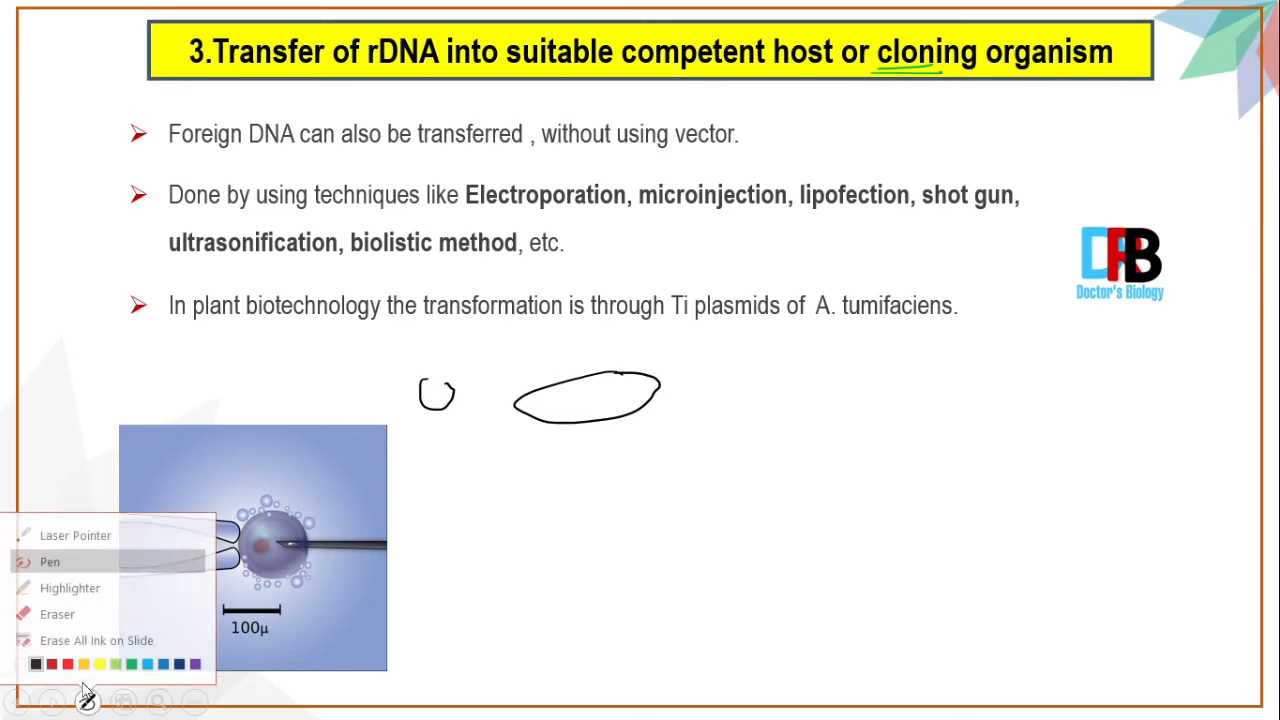 3.Transfer of rDNA into suitable competent host or cloning organism
Foreign DNA can also be transferred , without using vector.
Done by using techniques like Electroporation, microinjection, lipofection, shot gun,
ultrasonification, biolistic method, etc.
DRB
Doctor's Biology
In plant biotechnology the transformation is through Ti plasmids of A. tumifaciens.
Laser Pointer
Pen
Highlighter
Eraser
Erase All Ink on Slide
100µ